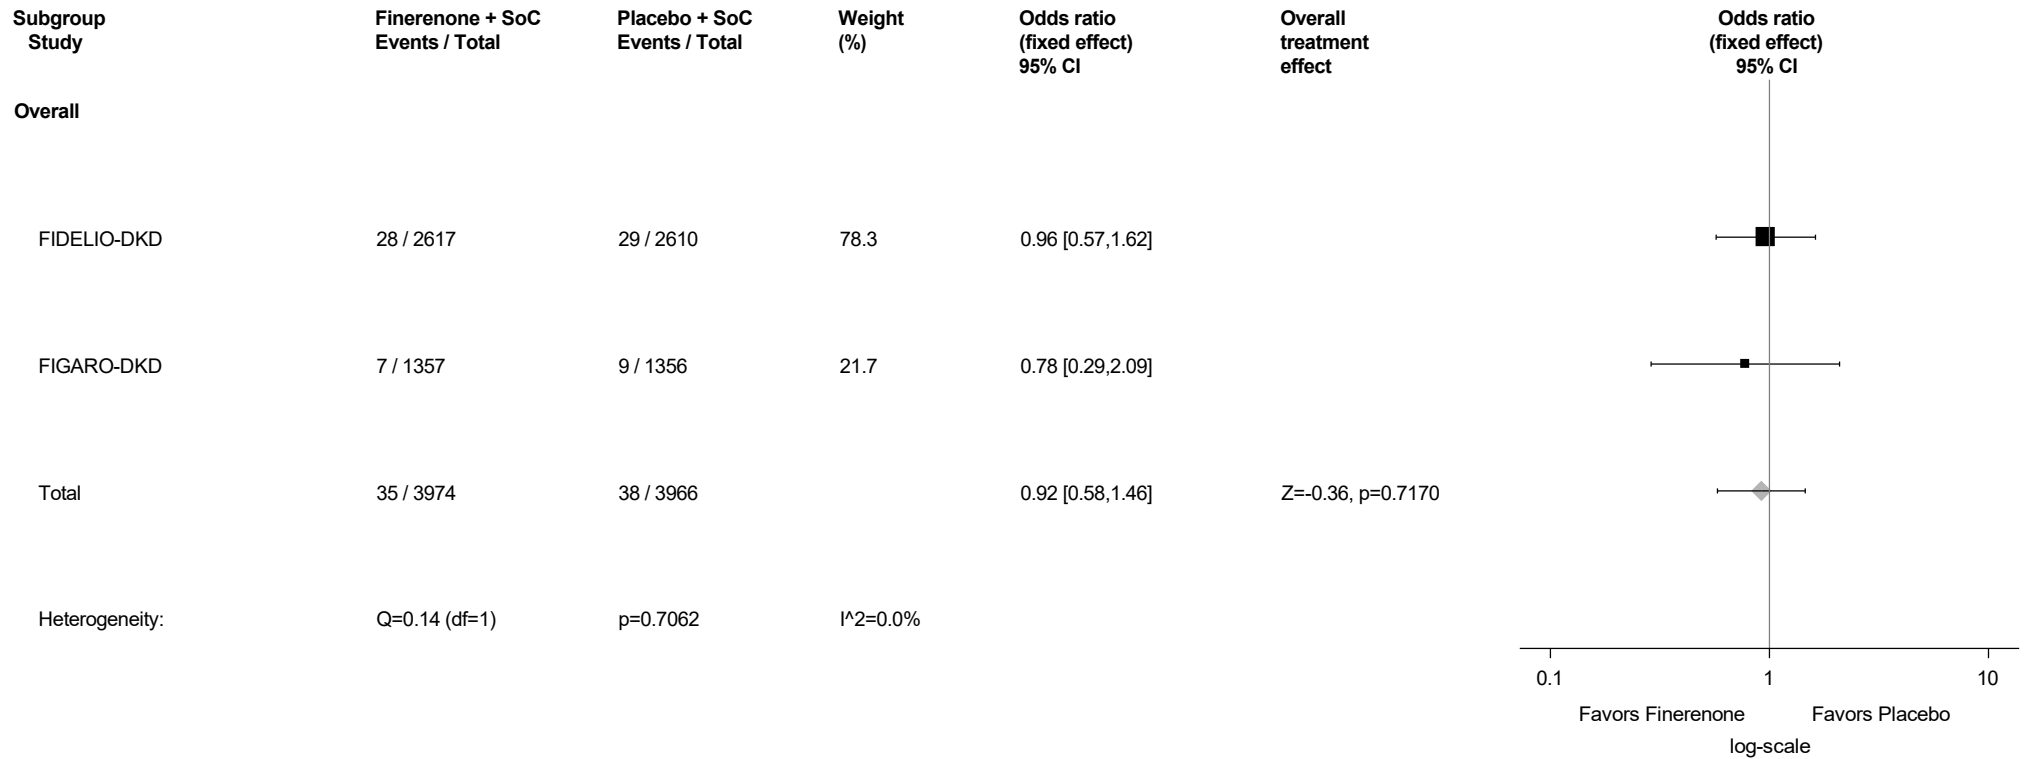 Subgroup Finerenone + SoC Placebo + SoC Weight Odds ratio Overall Odds ratio
Study Events / Total Events / Total (%) (fixed effect) treatment (fixed effect)
95% CI effect 95% CI
Overall
FIDELIO-DKD 28 / 2617 29 / 2610 78.3 0.96 [0.57,1.62]
FIGARO-DKD 7 / 1357 9 / 1356 21.7 0.78 [0.29,2.09]
Total 35 / 3974 38 / 3966 0.92 [0.58,1.46] Z=-0.36, p=0.7170
Heterogeneity: Q=0.14 (df=1) p=0.7062 I^2=0.0%
0.1 1 10
Favors Finerenone Favors Placebo
log-scale